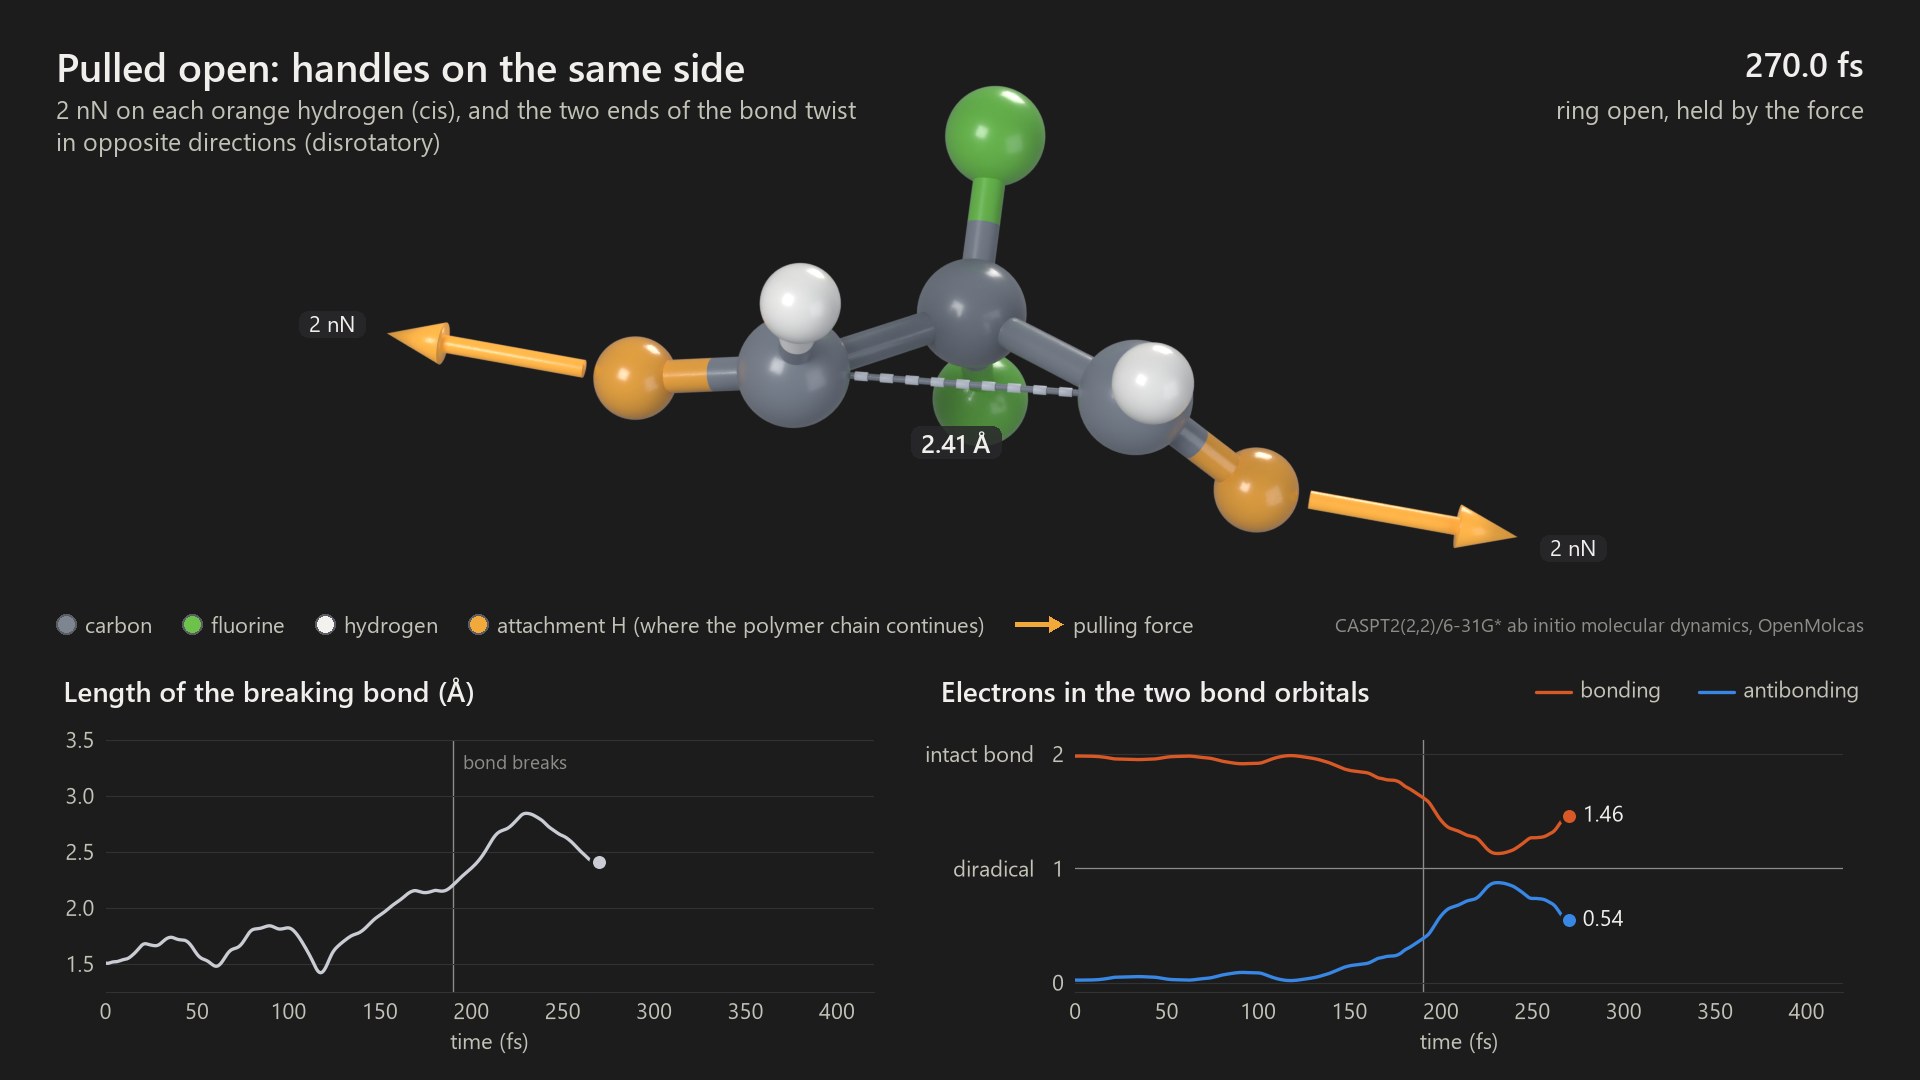 Pulled open: handles on the same side
2 nN on each orange hydrogen (cis), and the two ends of the bond twist
in opposite directions (disrotatory)
270.0 fs
ring open, held by the force
2 nN
2.41 Å
2 nN
carbon
fluorine
hydrogen
attachment H (where the polymer chain continues)
pulling force
CASPT2(2,2)/6-31G* ab initio molecular dynamics, OpenMolcas
Length of the breaking bond (Å)
3.5
3.0
2.5
2.0
1.5
bond breaks
0 50 100 150 200 250 300 350 400
time (fs)
Electrons in the two bond orbitals
bonding
antibonding
intact bond 2
diradical 1
0
1.46
0.54
0 50 100 150 200 250 300 350 400
time (fs)